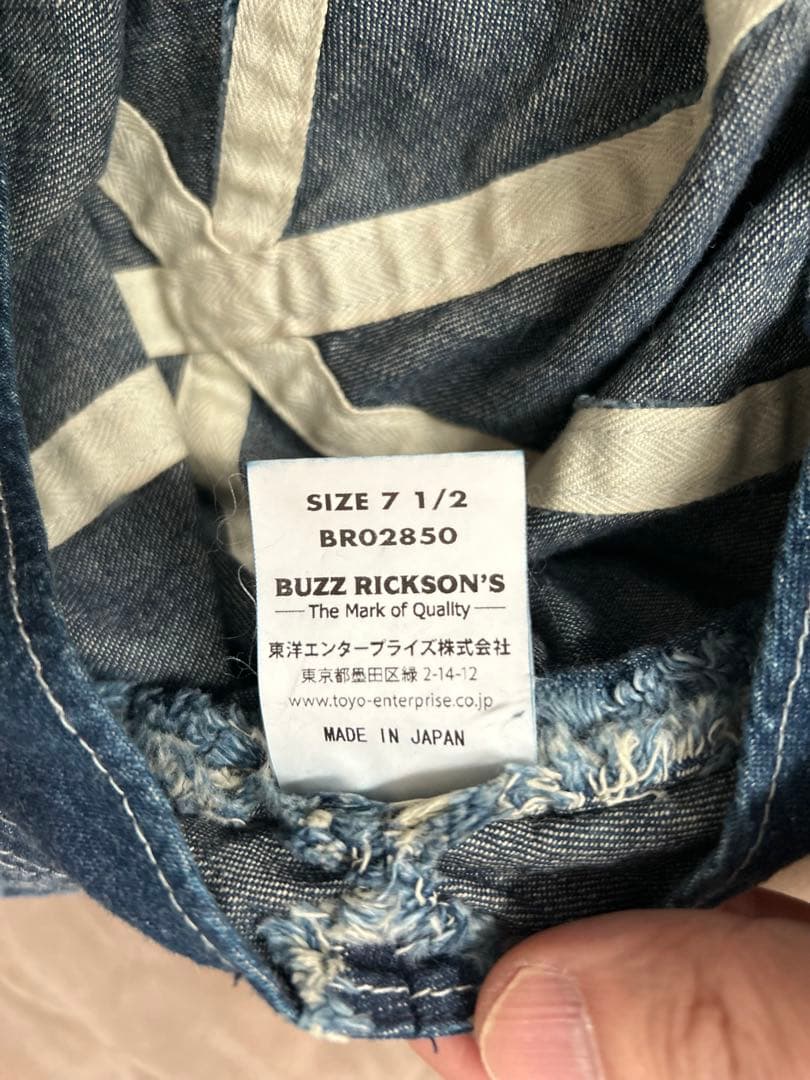 SIZE 7 1/2
BR02850
BUZZ RICKSON'S
The Mark of Quality
東洋エンタープライズ株式会社
東京都墨田区緑 2-14-12
www.toyo-enterprise.co.jp
MADE IN JAPAN